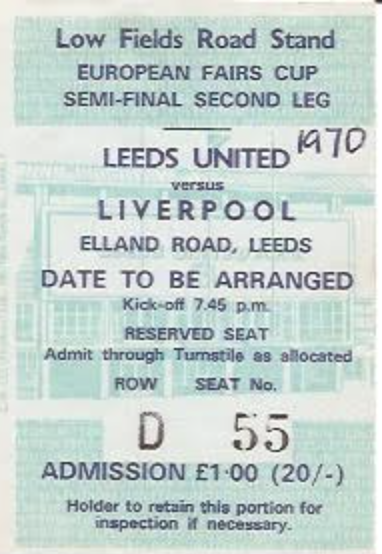 Low Fields Road Stand
EUROPEAN FAIRS CUP
SEMI-FINAL SECOND LEG
1970
LEEDS UNITED
versus
LIVERPOOL
ELLAND ROAD, LEEDS
DATE TO BE ARRANGED
Kick-off 7.45 p.m.
RESERVED SEAT
Admit through Turnstile as allocated
ROW SEAT No.
D 55
ADMISSION £1·00 (20/-)
Holder to retain this portion for
inspection if necessary.